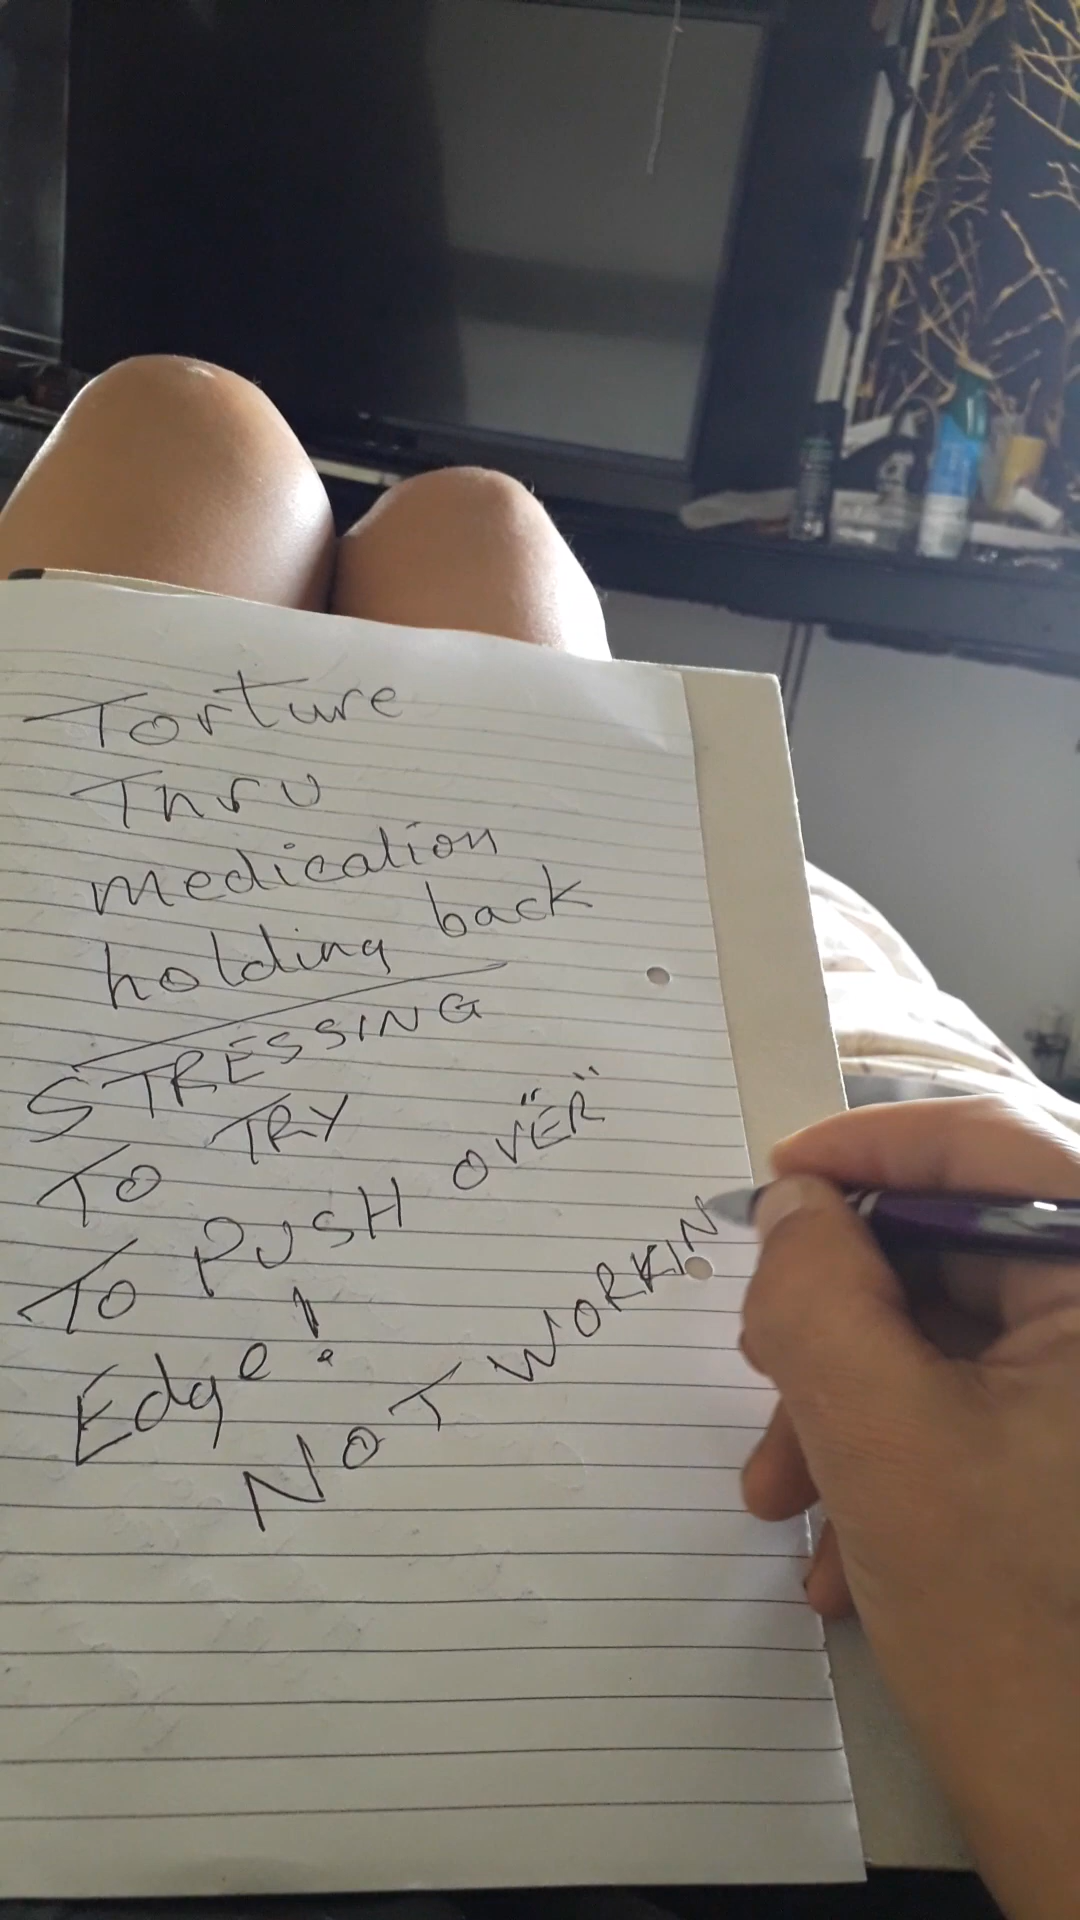 Torture
Thru
medication
holding back
STRESSING
TO TRY
TO PUSH OVER
Edge!
NOT WORKIN